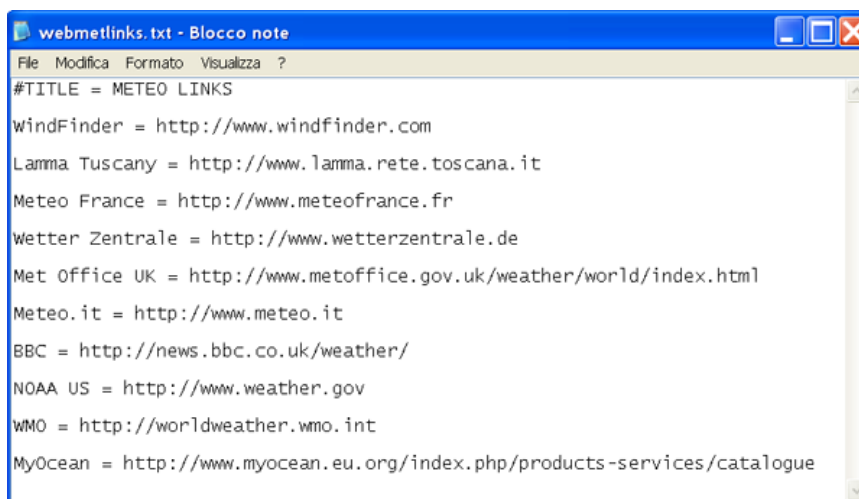 webmetlinks.txt - Blocco note
File Modifica Formato Visualizza ?
#TITLE = METEO LINKS
WindFinder = http://www.windfinder.com
Lamma Tuscany = http://www.lamma.rete.toscana.it
Meteo France = http://www.meteofrance.fr
Wetter Zentrale = http://www.wetterzentrale.de
Met Office UK = http://www.metoffice.gov.uk/weather/world/index.html
Meteo.it = http://www.meteo.it
BBC = http://news.bbc.co.uk/weather/
NOAA US = http://www.weather.gov
WMO = http://worldweather.wmo.int
MyOcean = http://www.myocean.eu.org/index.php/products-services/catalogue